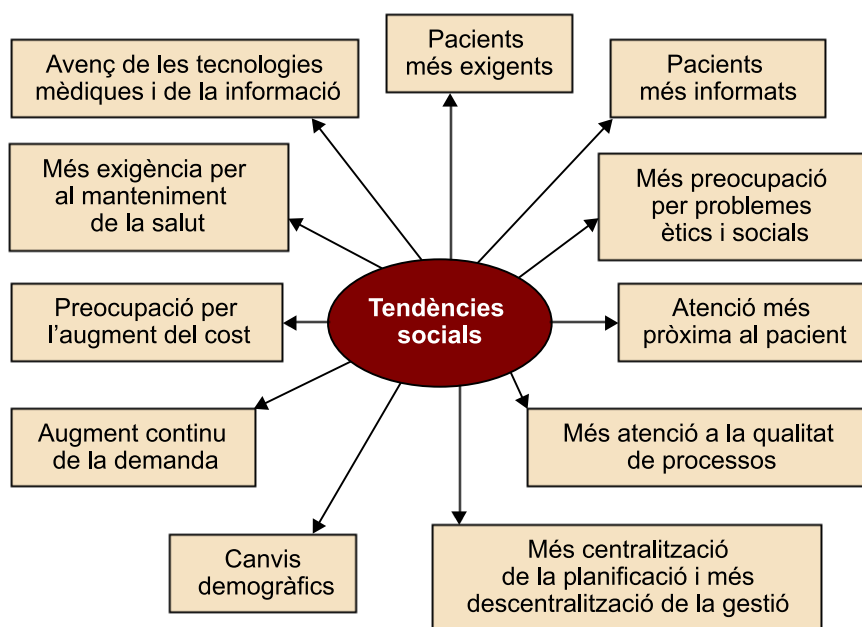 Avenç de les tecnologies
mèdiques i de la informació
Pacients
més exigents
Pacients
més informats
Més exigència per
al manteniment
de la salut
Més preocupació
per problemes
ètics i socials
Preocupació per
l’augment del cost
Tendències
socials
Atenció més
pròxima al pacient
Augment continu
de la demanda
Més atenció a la qualitat
de processos
Canvis
demogràfics
Més centralització
de la planificació i més
descentralització de la gestió